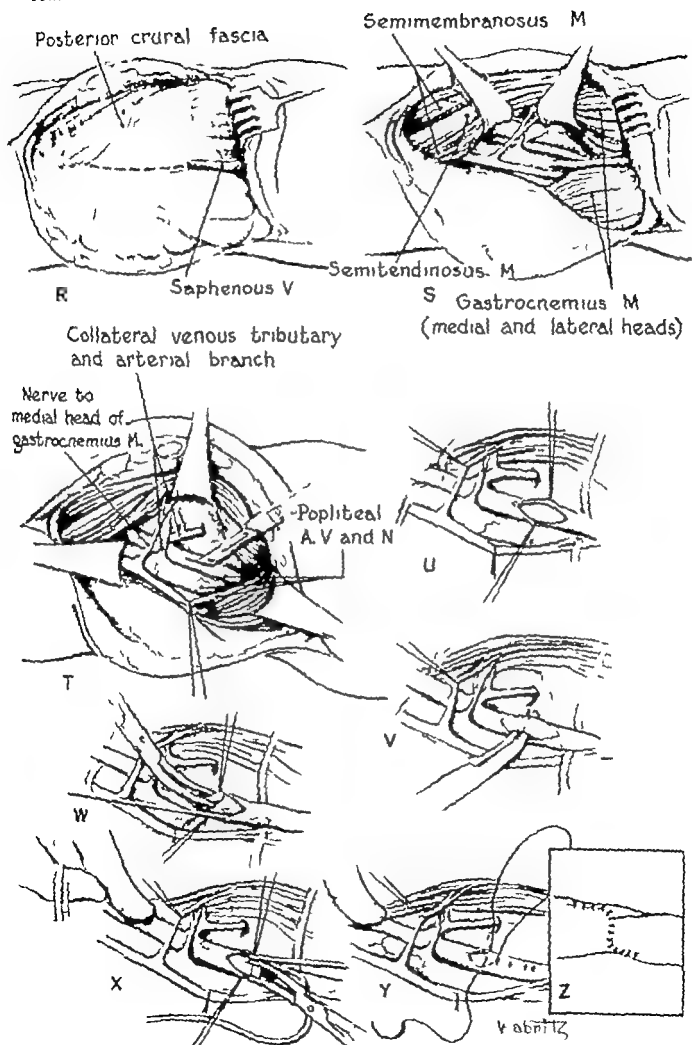 Posterior crural fascia
Semimembranosus M
R
Saphenous V
Semitendinosus M
S
Gastrocnemius M
(medial and lateral heads)
Collateral venous tributary
and arterial branch
Nerve to
medial head of
gastrocnemius M.
Popliteal
A. V and N
T
U
V
W
X
Y
Z